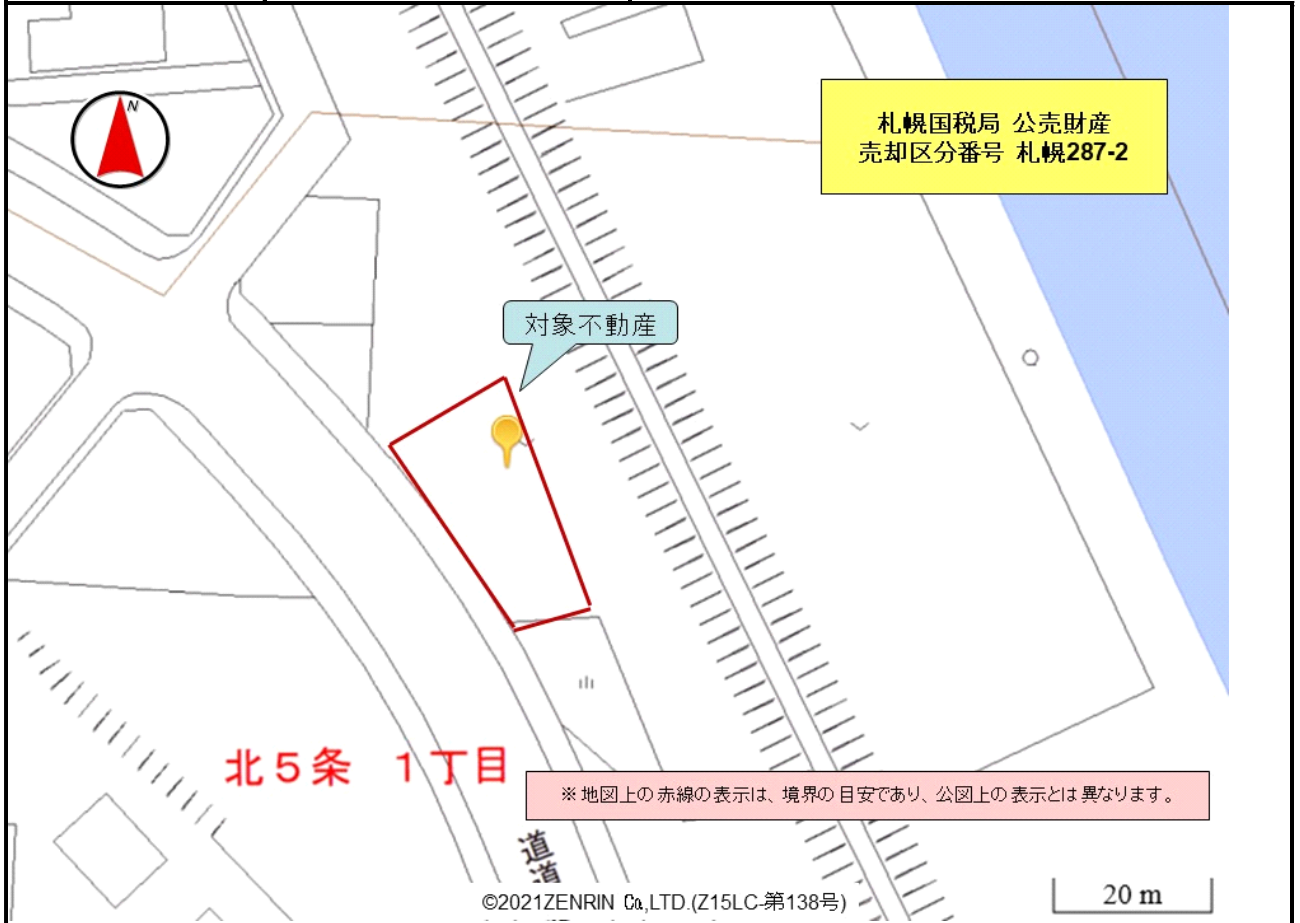 N
札幌国税局 公売財産
売却区分番号 札幌287-2
対象不動産
北5条 1丁目
※地図上の赤線の表示は、境界の目安であり、公図上の表示とは異なります。
道道
©2021ZENRIN Co,LTD.(Z15LC-第138号)
20 m